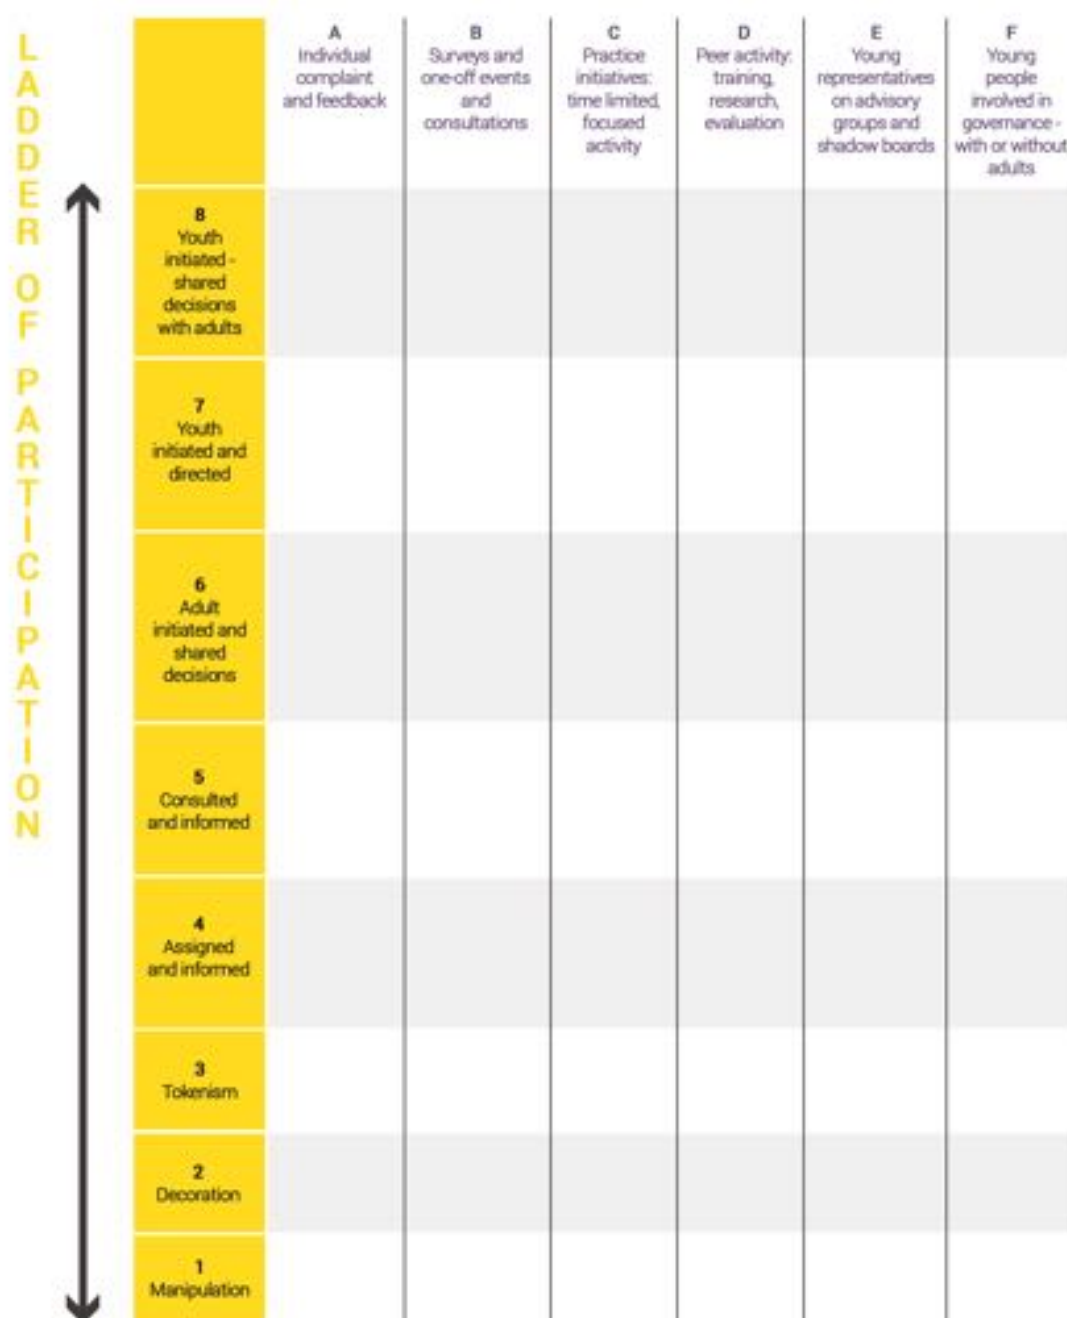 LADDER OF PARTICIPATION
A
Individual
complaint
and feedback
B
Surveys and
one-off events
and
consultations
C
Practice
initiatives:
time limited,
focused
activity
D
Peer activity:
training,
research,
evaluation
E
Young
representatives
on advisory
groups and
shadow boards
F
Young
people
involved in
governance -
with or without
adults
8
Youth
initiated -
shared
decisions
with adults
7
Youth
initiated and
directed
6
Adult
initiated and
shared
decisions
5
Consulted
and informed
4
Assigned
and informed
3
Tokenism
2
Decoration
1
Manipulation